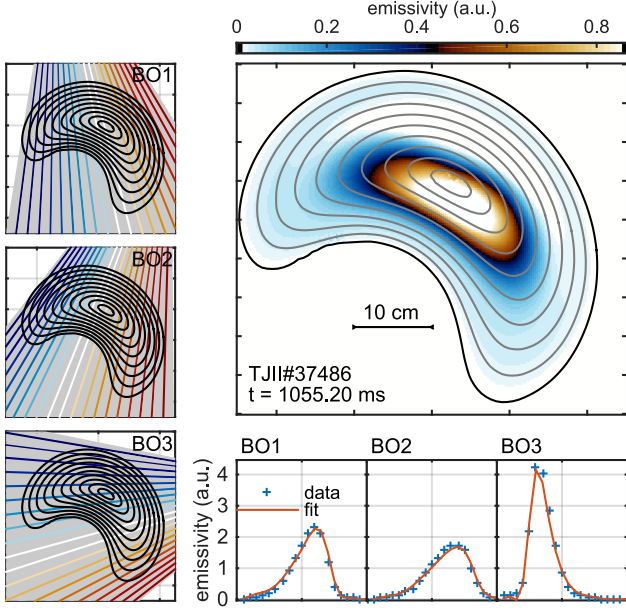 emissivity (a.u.)
0 0.2 0.4 0.6 0.8
BO1
BO2
BO3
10 cm
TJII#37486
t = 1055.20 ms
BO1 BO2 BO3
emissivity (a.u.)
4
3
2
1
0
data
fit